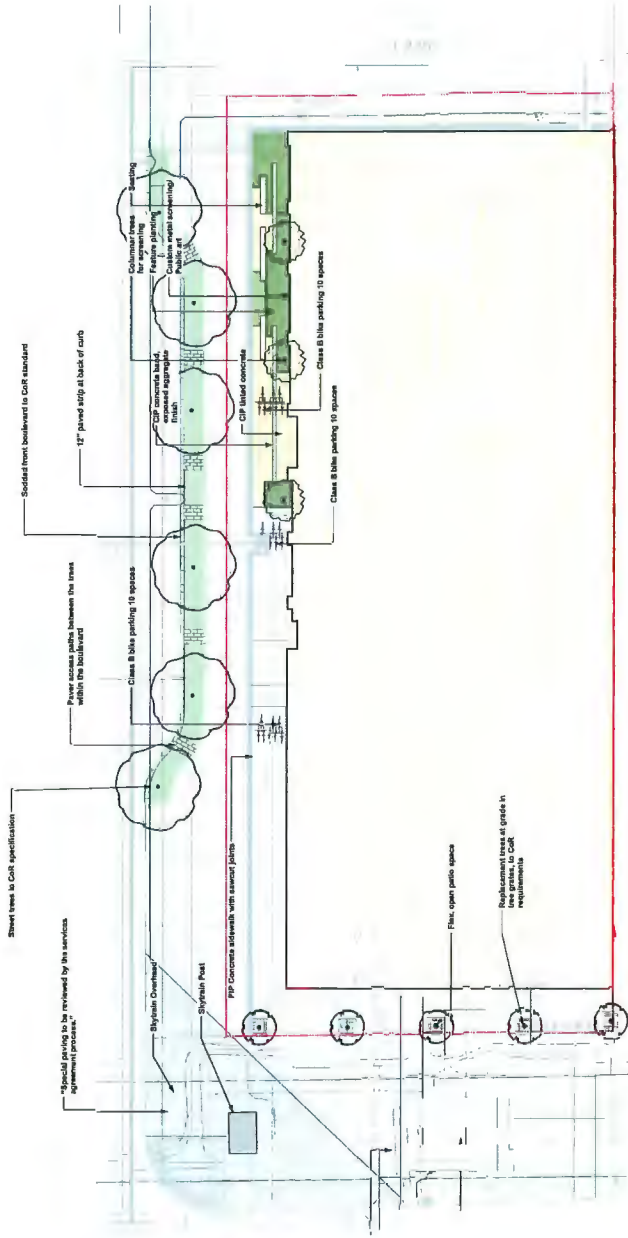 Street trees to CoR specification
"Special paving to be reviewed by the services
agreement process."
Skytrain Overhead
Skytrain Post
Paver access paths between the trees
within the boulevard
Class B bike parking 10 spaces
PIP Concrete sidewalk with sawcut joints
Sodded front boulevard to CoR standard
12" paved strip at back of curb
Columnar trees
for screening
Seating
Feature planting
Custom metal screening/
Public art
CIP concrete band,
exposed aggregate
finish
CIP tinted concrete
Class B bike parking 10 spaces
Class B bike parking 10 spaces
Flex, open patio space
Replacement trees at grade in
tree grates, to CoR
requirements